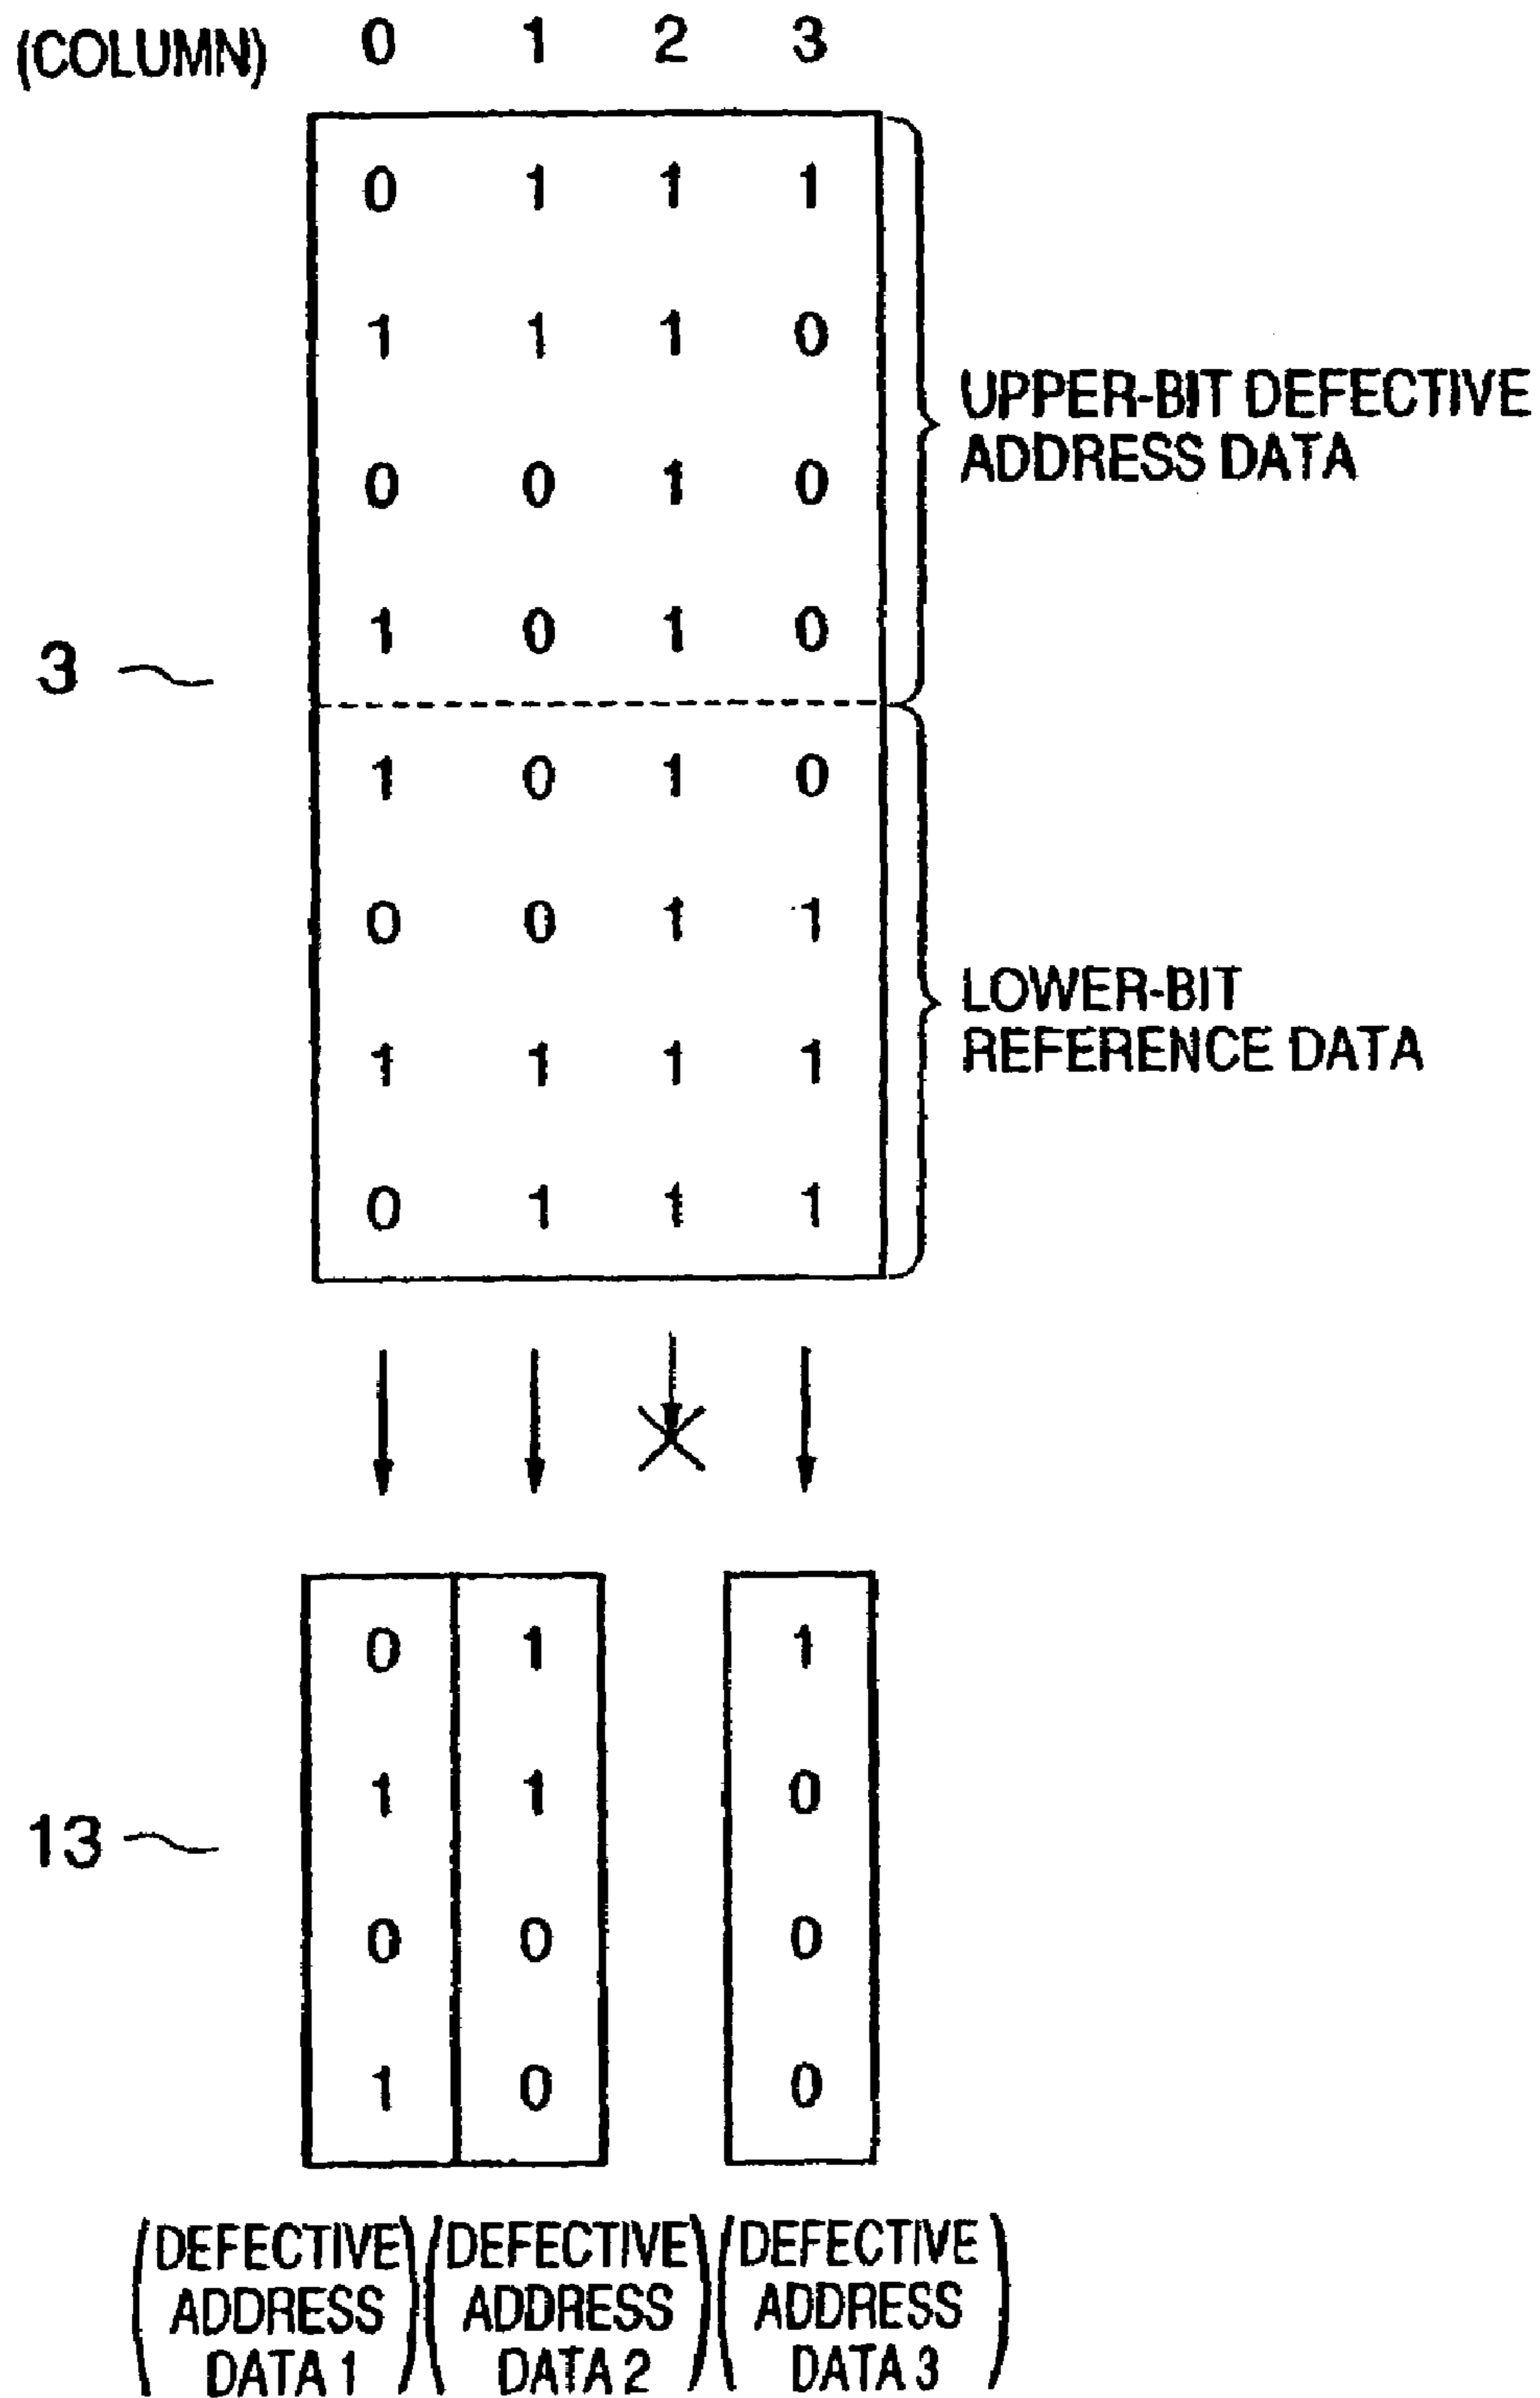 (COLUMN) 0 1 2 3
0 1 1 1
1 1 1 0
UPPER-BIT DEFECTIVE
ADDRESS DATA
0 0 1 0
1 0 1 0
3
1 0 1 0
0 0 1 1
LOWER-BIT
REFERENCE DATA
1 1 1 1
0 1 1 1
0 1 1
1 1 0
13
0 0 0
1 0 0
(DEFECTIVE ADDRESS DATA 1)
(DEFECTIVE ADDRESS DATA 2)
(DEFECTIVE ADDRESS DATA 3)